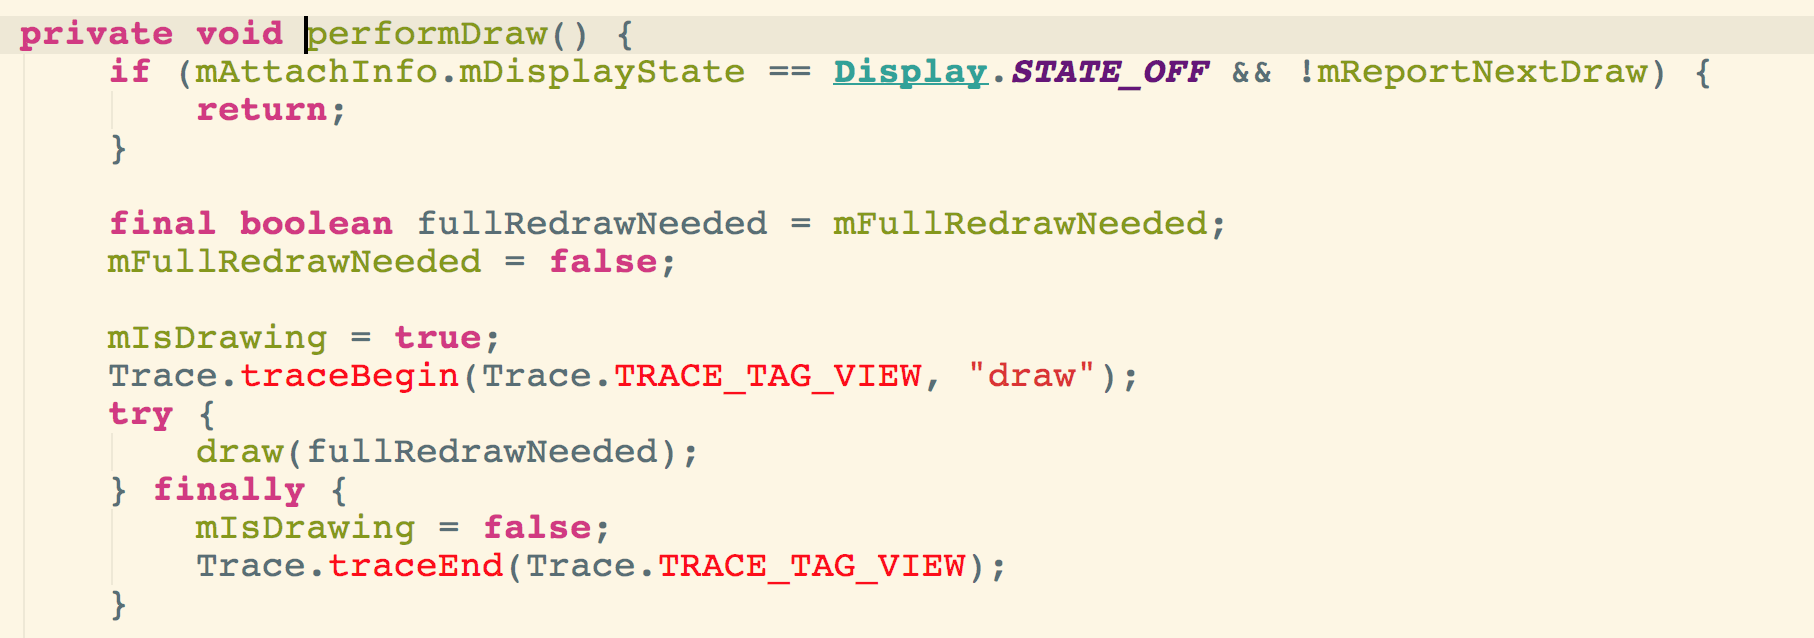 private void performDraw() {
if (mAttachInfo.mDisplayState == Display.STATE_OFF && !mReportNextDraw) {
return;
}
final boolean fullRedrawNeeded = mFullRedrawNeeded;
mFullRedrawNeeded = false;
mIsDrawing = true;
Trace.traceBegin(Trace.TRACE_TAG_VIEW, "draw");
try {
draw(fullRedrawNeeded);
} finally {
mIsDrawing = false;
Trace.traceEnd(Trace.TRACE_TAG_VIEW);
}